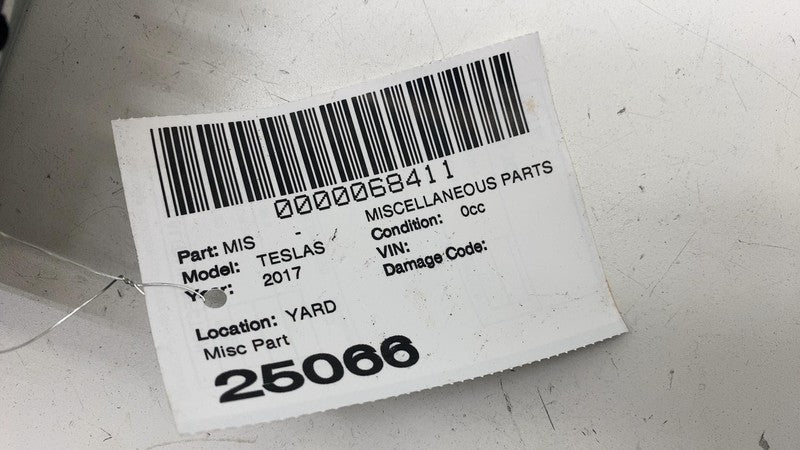 0000068411
Part: MIS - MISCELLANEOUS PARTS
Model: TESLAS Condition: 0cc
Year: 2017 VIN:
Damage Code:
Location: YARD
Misc Part
25066